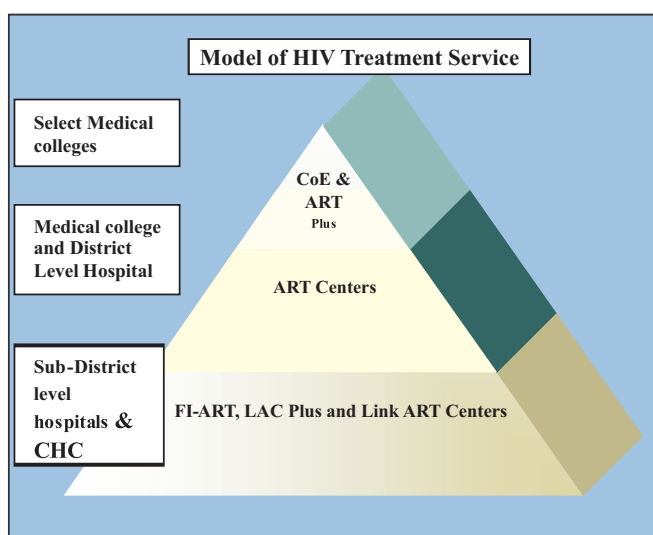 Model of HIV Treatment Service
Select Medical
colleges
CoE &
ART
Plus
Medical college
and District
Level Hospital
ART Centers
Sub-District
level
hospitals &
CHC
FI-ART, LAC Plus and Link ART Centers